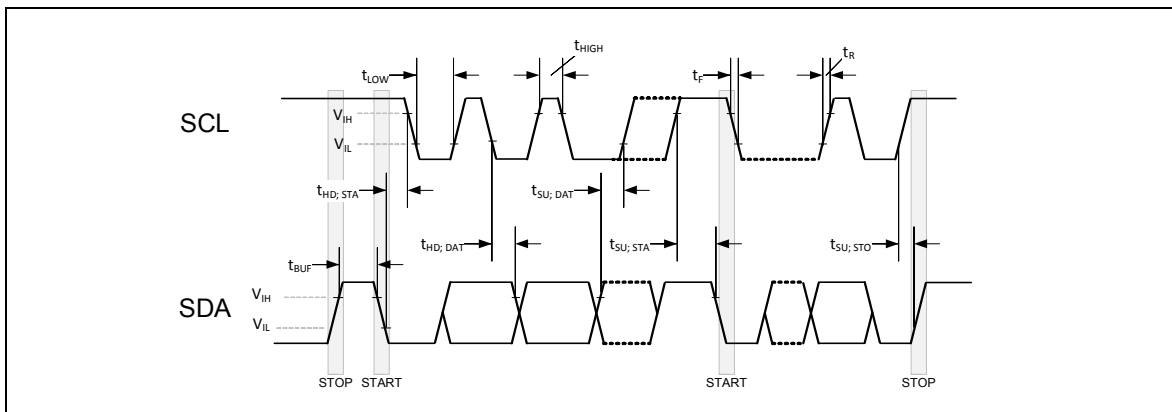 tHIGH
tR
tLOW
tF
SCL
VIH
VIL
tHD; STA
tSU; DAT
tHD; DAT
tSU; STA
tSU; STO
tBUF
SDA
VIH
VIL
STOP START START STOP